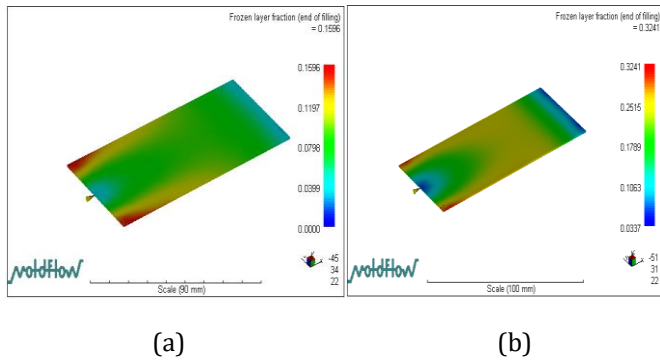 Frozen layer fraction (end of filling)
= 0.1596
0.1596
0.1197
0.0798
0.0399
0.0000
moldflow
Scale (90 mm)
-45
34
22
(a)
Frozen layer fraction (end of filling)
= 0.3241
0.3241
0.2515
0.1789
0.1063
0.0337
moldflow
Scale (100 mm)
-51
31
22
(b)